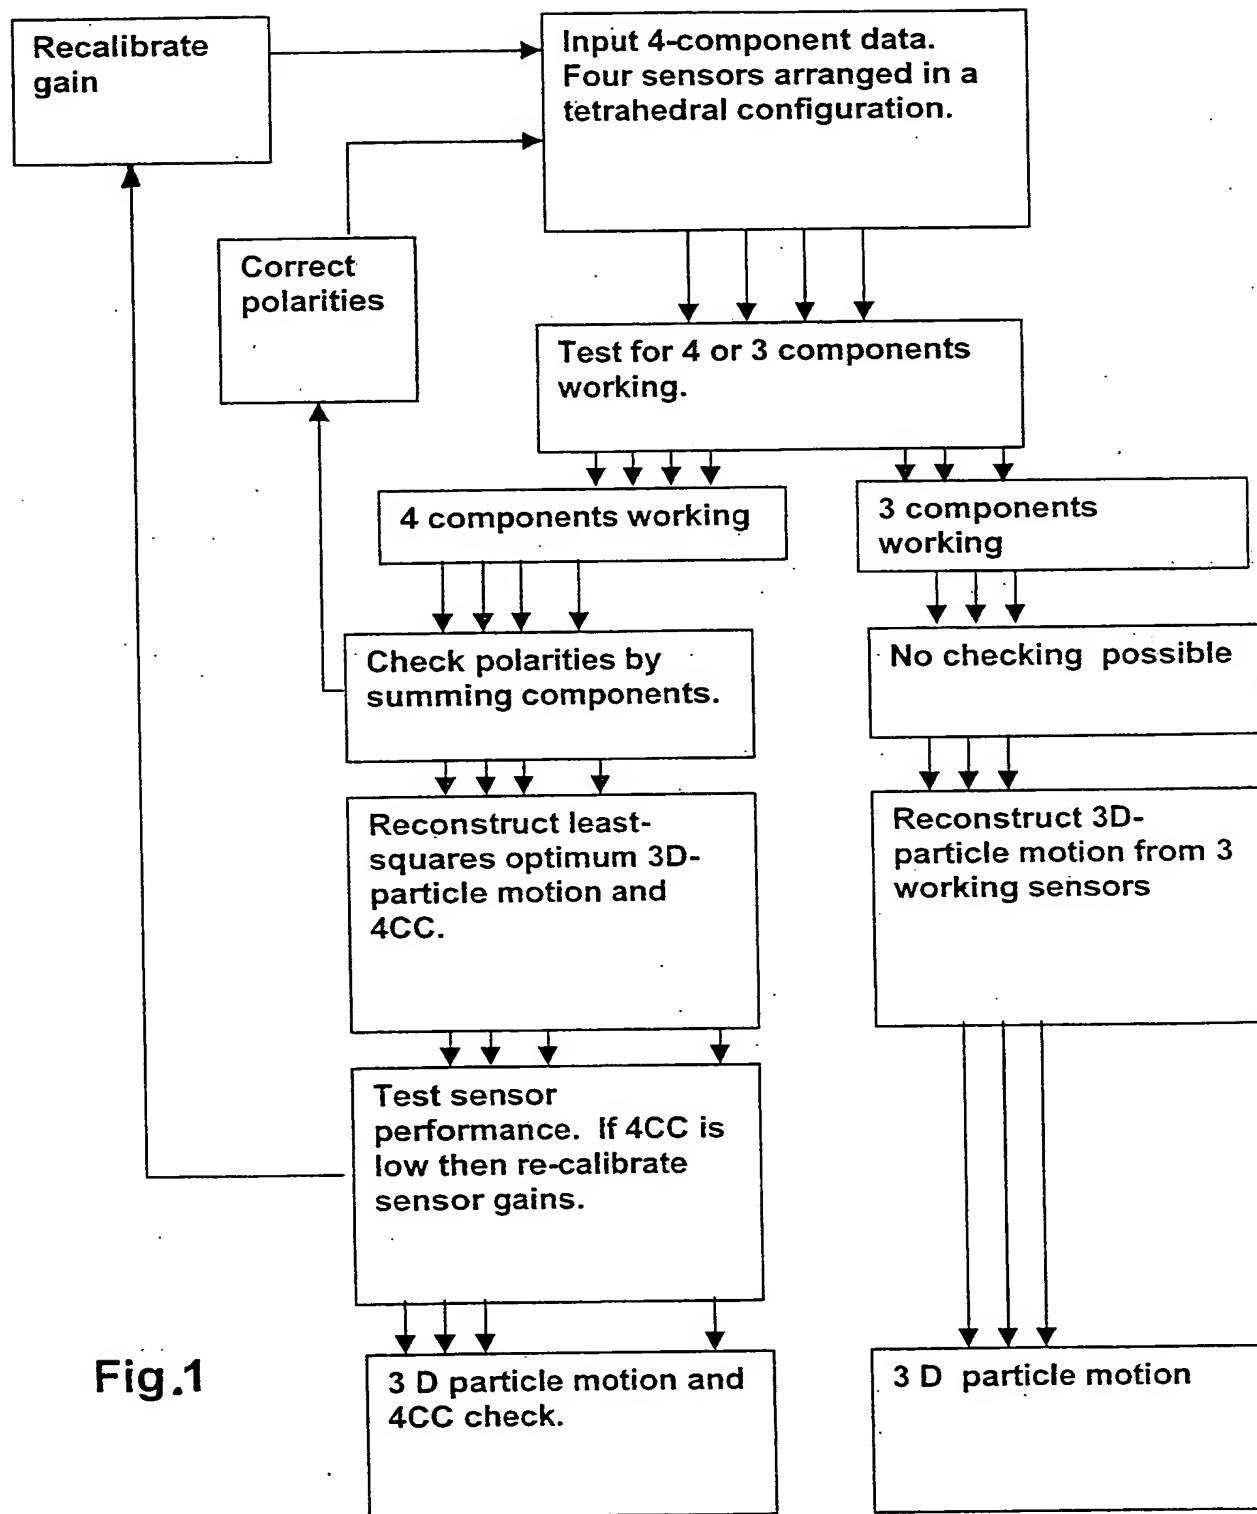 Recalibrate
gain
Input 4-component data.
Four sensors arranged in a
tetrahedral configuration.
Correct
polarities
Test for 4 or 3 components
working.
4 components working
3 components
working
Check polarities by
summing components.
No checking possible
Reconstruct least-
squares optimum 3D-
particle motion and
4CC.
Reconstruct 3D-
particle motion from 3
working sensors
Test sensor
performance. If 4CC is
low then re-calibrate
sensor gains.
Fig.1
3 D particle motion and
4CC check.
3 D particle motion